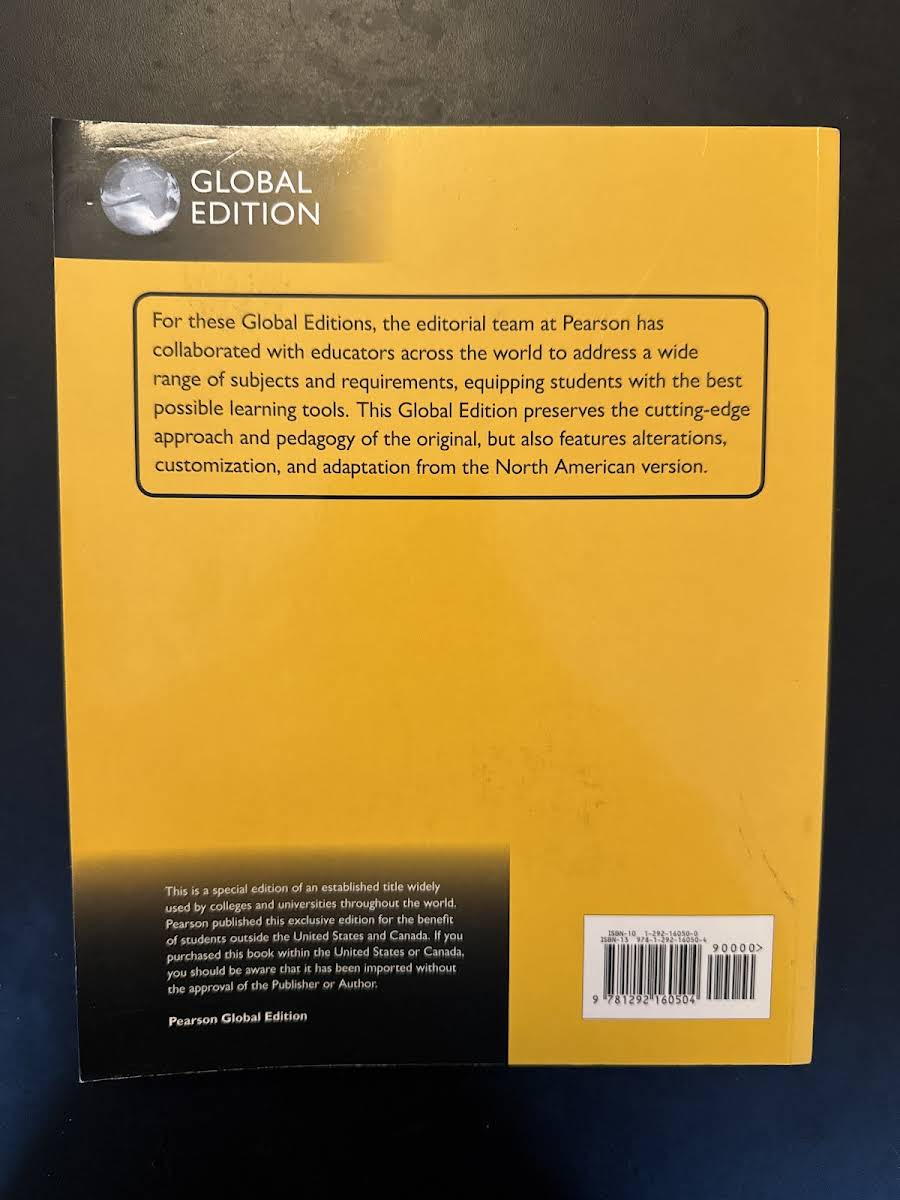 GLOBAL
EDITION
For these Global Editions, the editorial team at Pearson has
collaborated with educators across the world to address a wide
range of subjects and requirements, equipping students with the best
possible learning tools. This Global Edition preserves the cutting-edge
approach and pedagogy of the original, but also features alterations,
customization, and adaptation from the North American version.
This is a special edition of an established title widely
used by colleges and universities throughout the world.
Pearson published this exclusive edition for the benefit
of students outside the United States and Canada. If you
purchased this book within the United States or Canada,
you should be aware that it has been imported without
the approval of the Publisher or Author.
Pearson Global Edition
ISBN-10 1-292-16050-0
ISBN-13 978-1-292-16050-4
90000>
9 781292 160504